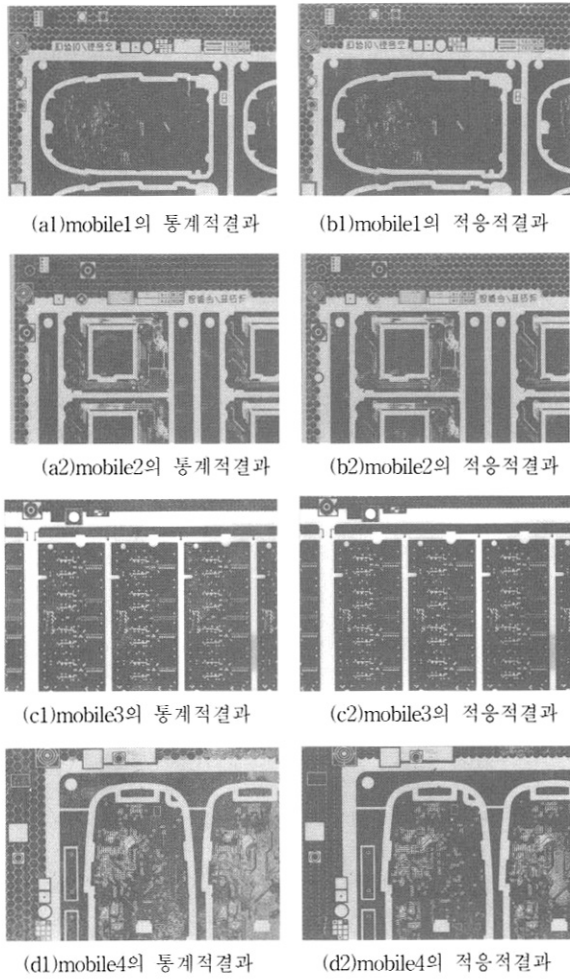 (a1)mobile1의 통계적결과
(b1)mobile1의 적응적결과
(a2)mobile2의 통계적결과
(b2)mobile2의 적응적결과
(c1)mobile3의 통계적결과
(c2)mobile3의 적응적결과
(d1)mobile4의 통계적결과
(d2)mobile4의 적응적결과